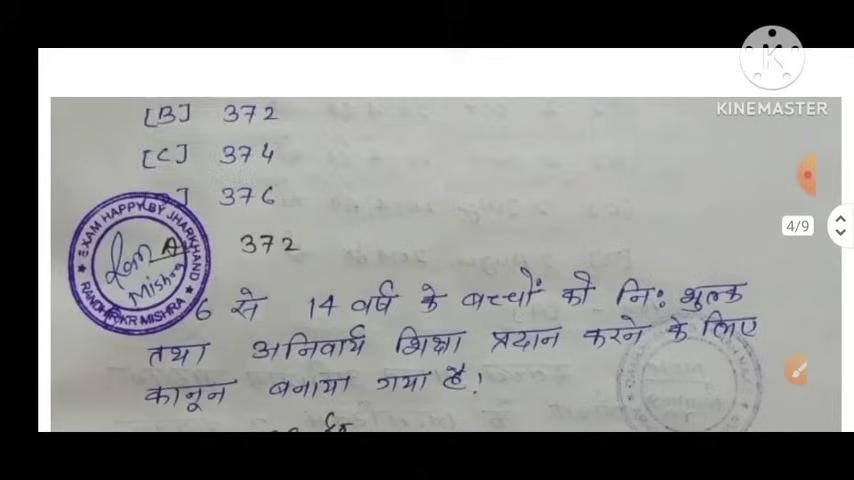 KINEMASTER
[B] 372
[C] 374
] 376
4/9
EXAM HAPPY BY JHARKHAND
Mishra
RANDHIR KR MISHRA
A 372
6 से 14 वर्ष के बच्चों को नि: शुल्क
तथा अनिवार्य शिक्षा प्रदान करने के लिए
कानून बनाया गया है!